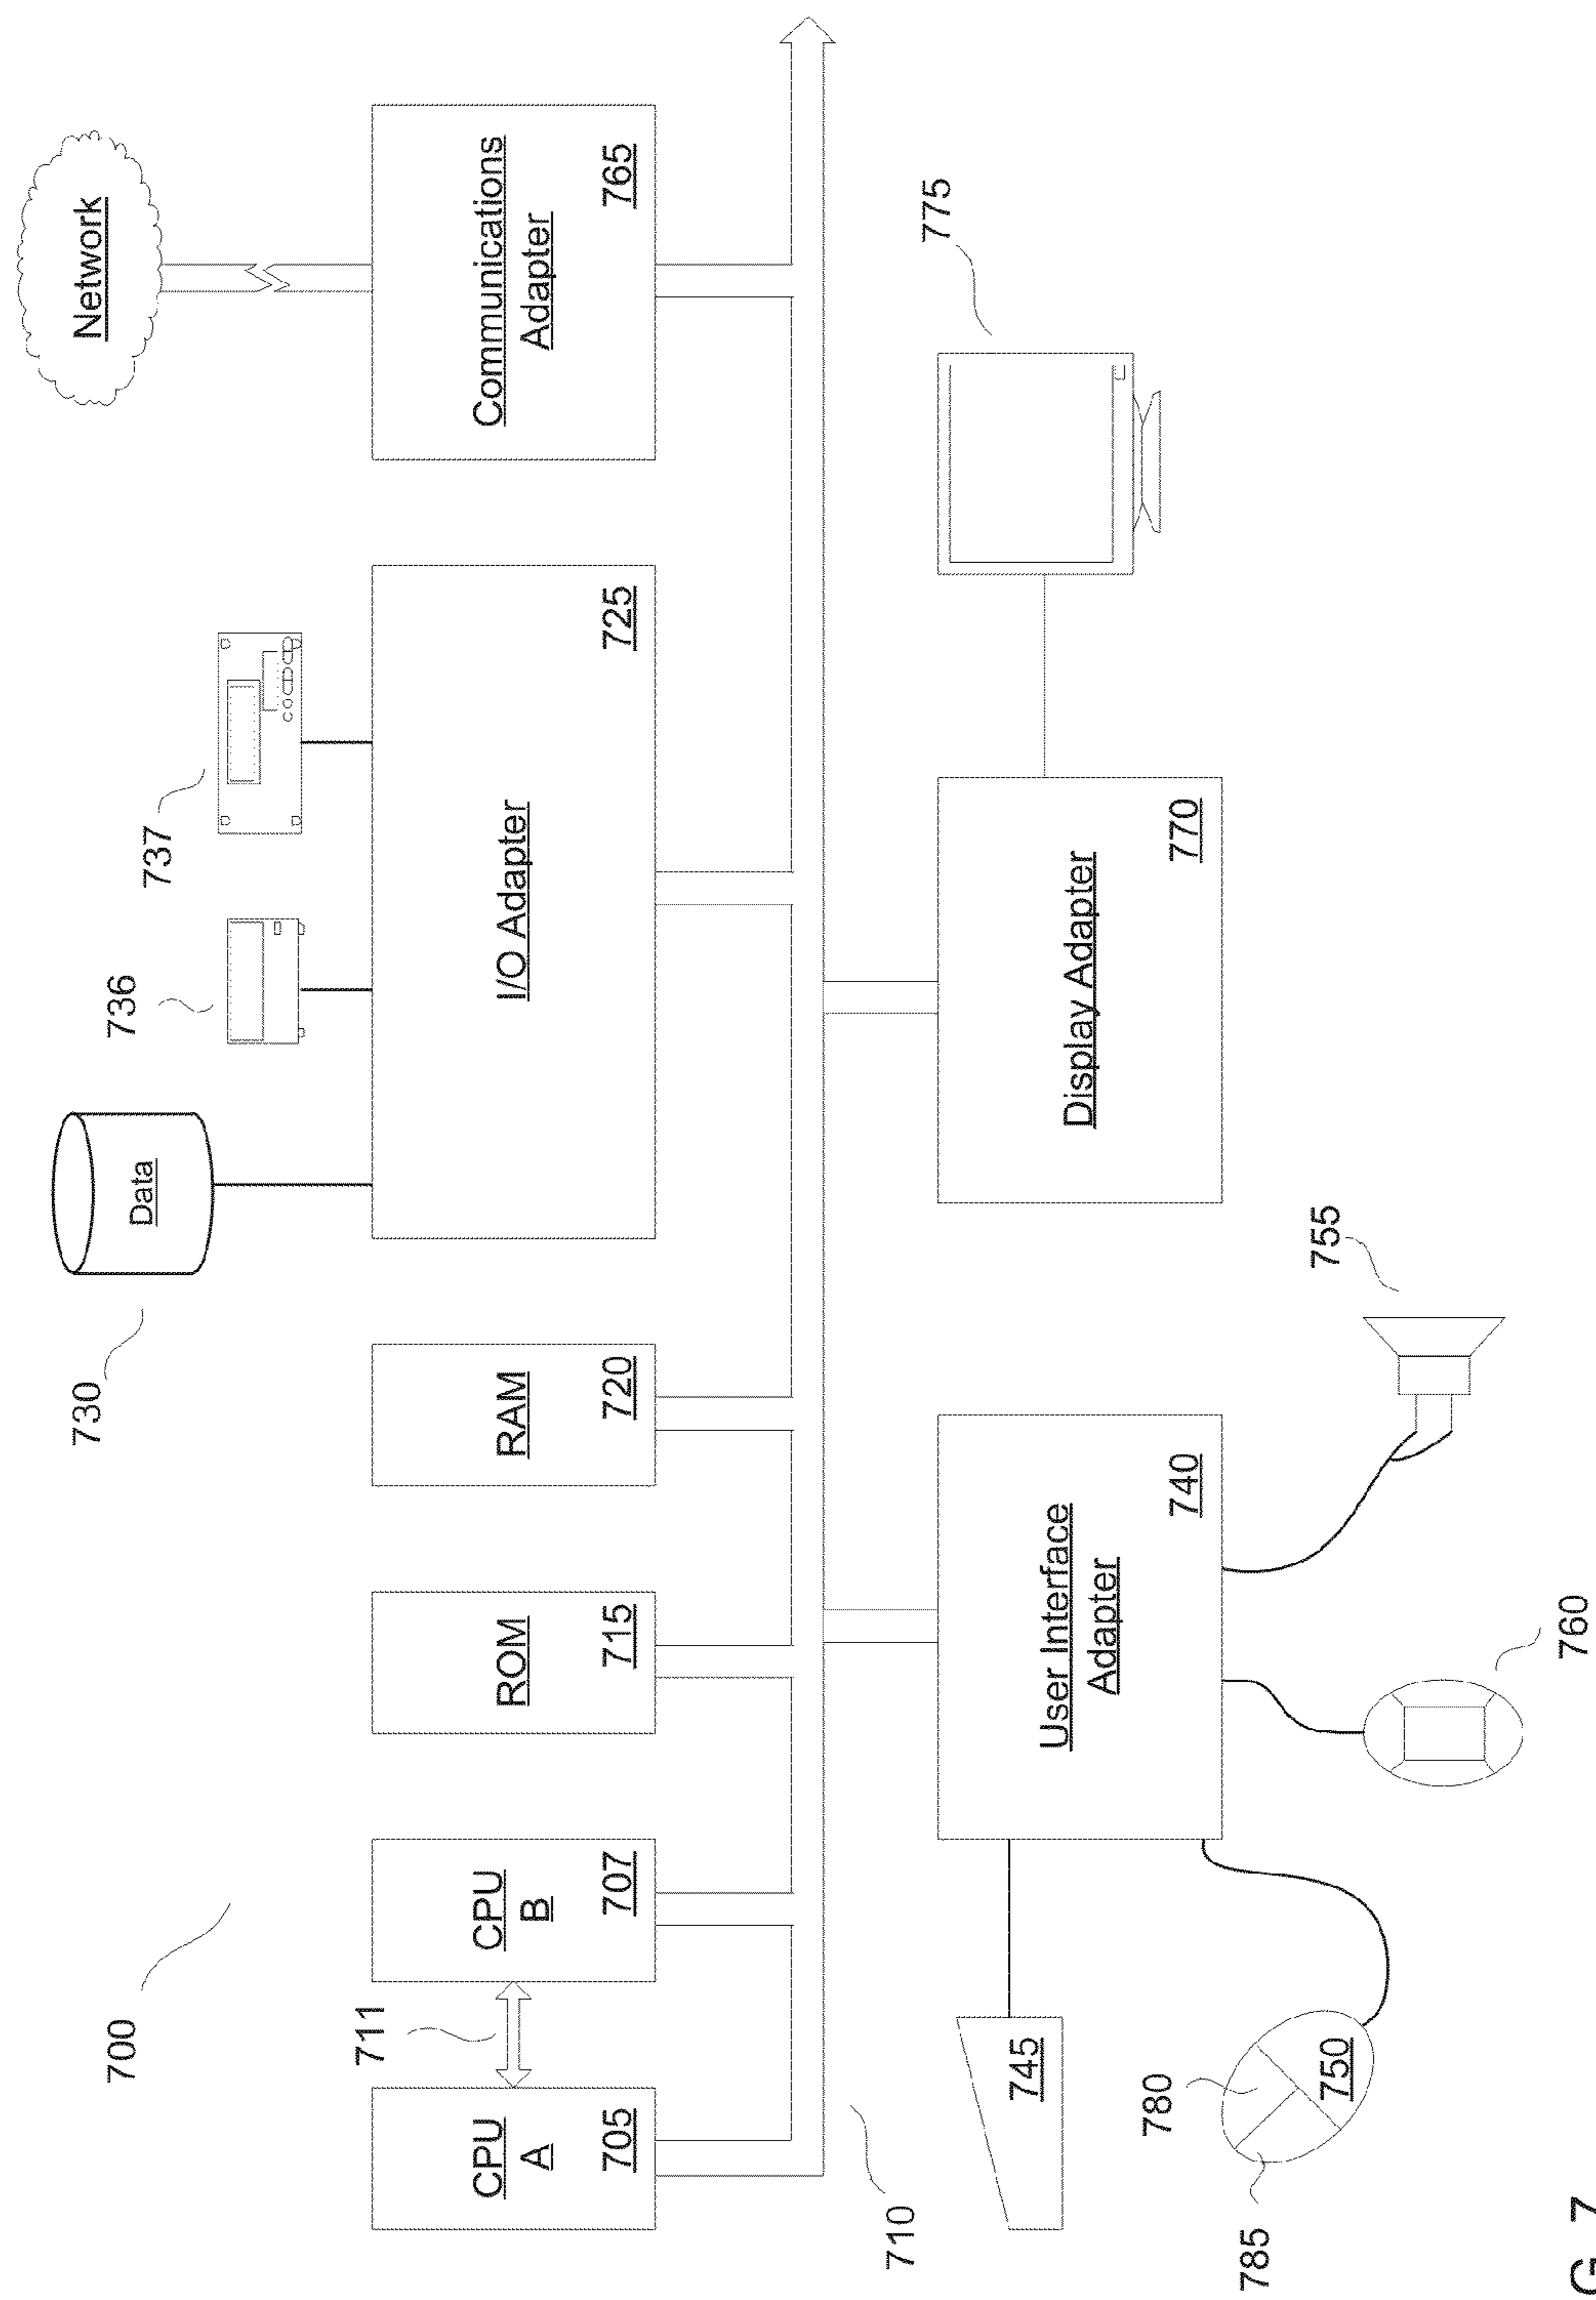 Network
737
736
Data
730
700
711
CPU
A
705
CPU
B
707
ROM
715
RAM
720
I/O Adapter
725
Communications
Adapter
765
710
775
User Interface
Adapter
740
Display Adapter
770
745
780
750
785
760
755
G. 7